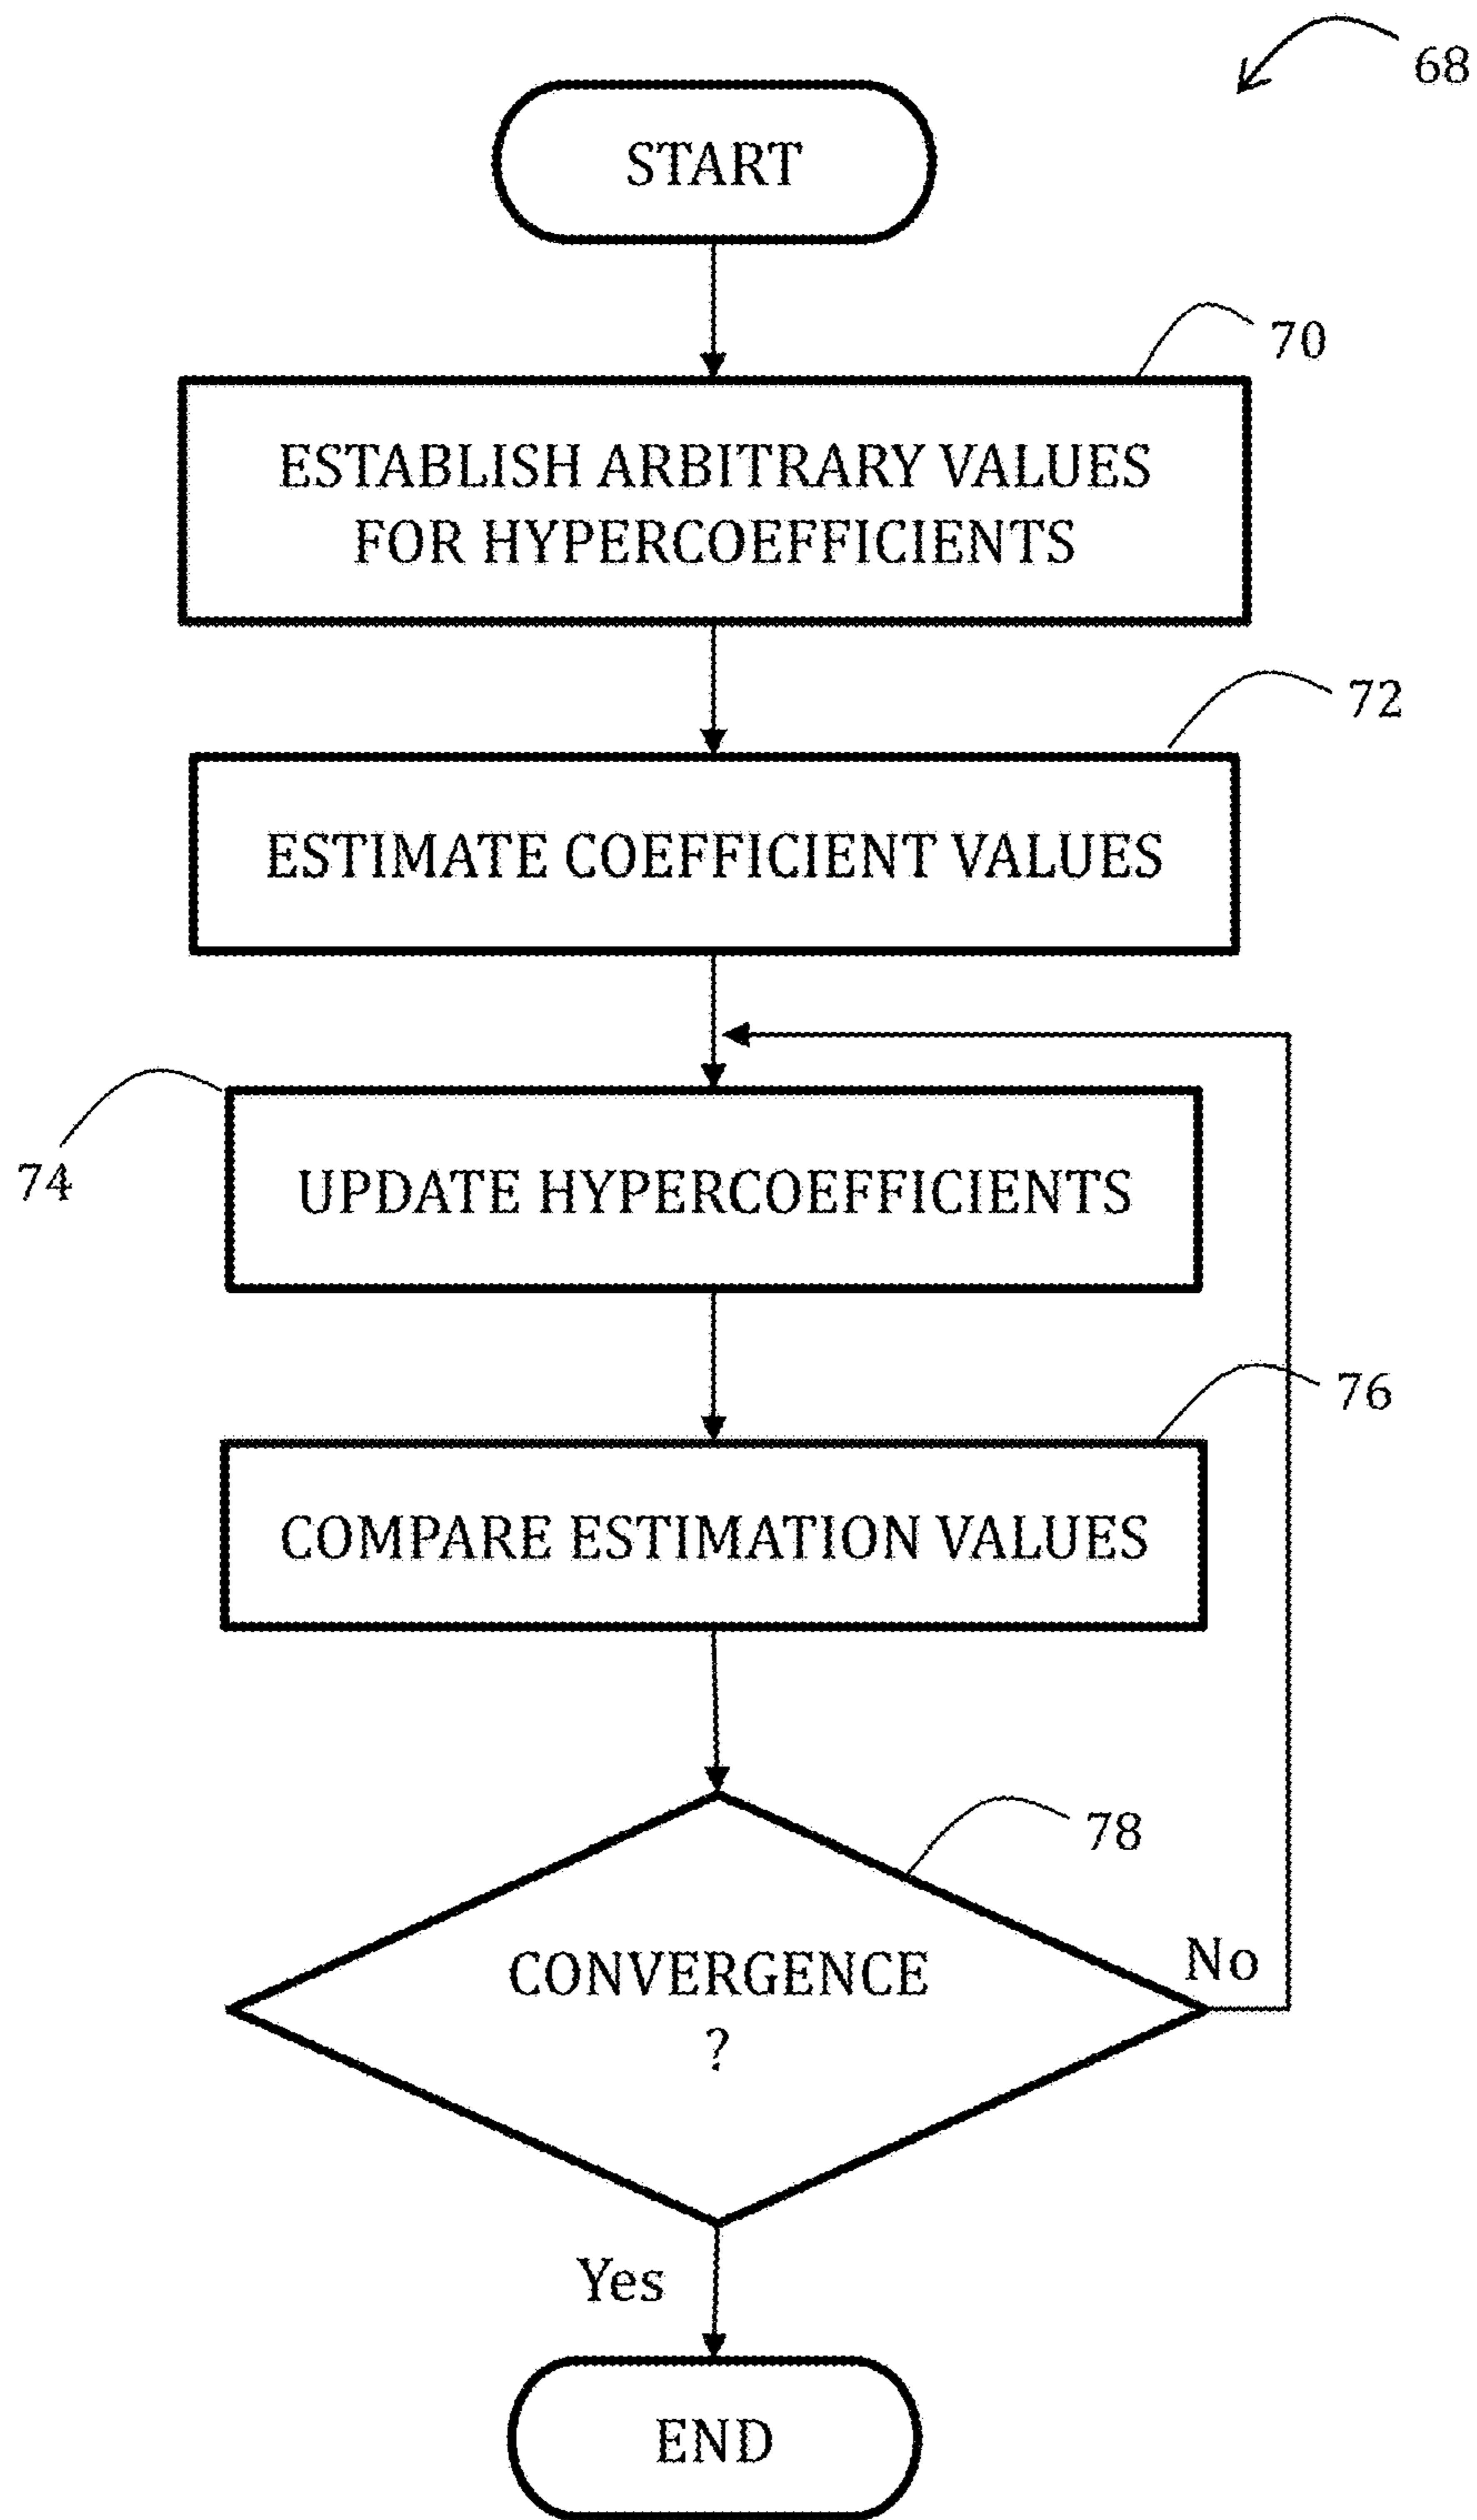 68
START
70
ESTABLISH ARBITRARY VALUES
FOR HYPERCOEFFICIENTS
72
ESTIMATE COEFFICIENT VALUES
74
UPDATE HYPERCOEFFICIENTS
76
COMPARE ESTIMATION VALUES
78
CONVERGENCE
?
No
Yes
END